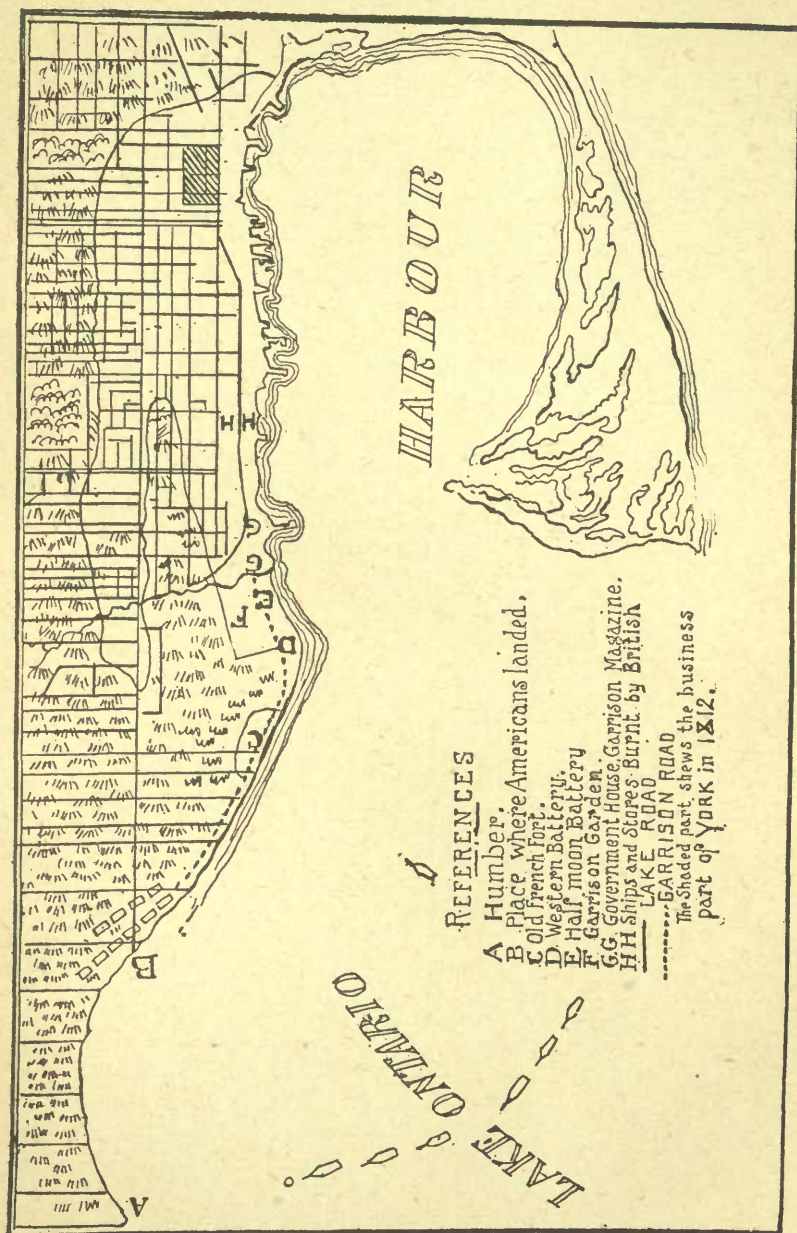 HARBOUR
LAKE ONTARIO
REFERENCES
A Humber.
B Place where Americans landed.
C Old French Fort.
D Western Battery.
E Half moon Battery
F Garrison Garden.
G.G. Government House, Garrison Magazine.
H H Ships and Stores Burnt by British
LAKE ROAD
GARRISON ROAD
The Shaded part shews the business
part of YORK in 1812.
A
B
C
D
E
F
G
G
H H